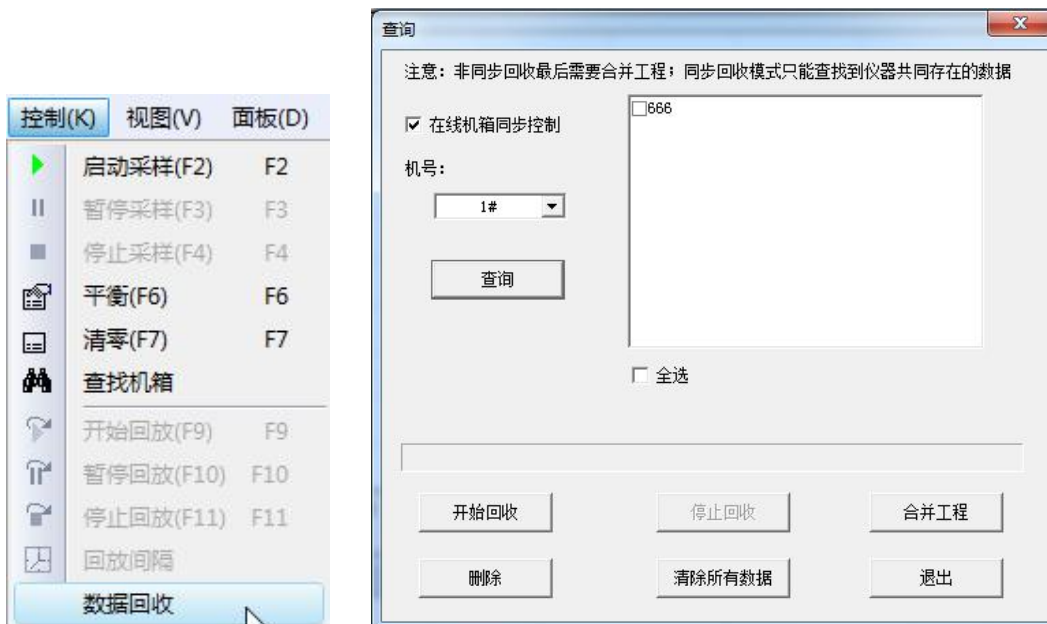 控制(K) 视图(V) 面板(D)
启动采样(F2) F2
暂停采样(F3) F3
停止采样(F4) F4
平衡(F6) F6
清零(F7) F7
查找机箱
开始回放(F9) F9
暂停回放(F10) F10
停止回放(F11) F11
回放间隔
数据回收
查询
注意：非同步回收最后需要合并工程；同步回收模式只能查找到仪器共同存在的数据
在线机箱同步控制
666
机号：
1#
查询
全选
开始回收 停止回收 合并工程
删除 清除所有数据 退出